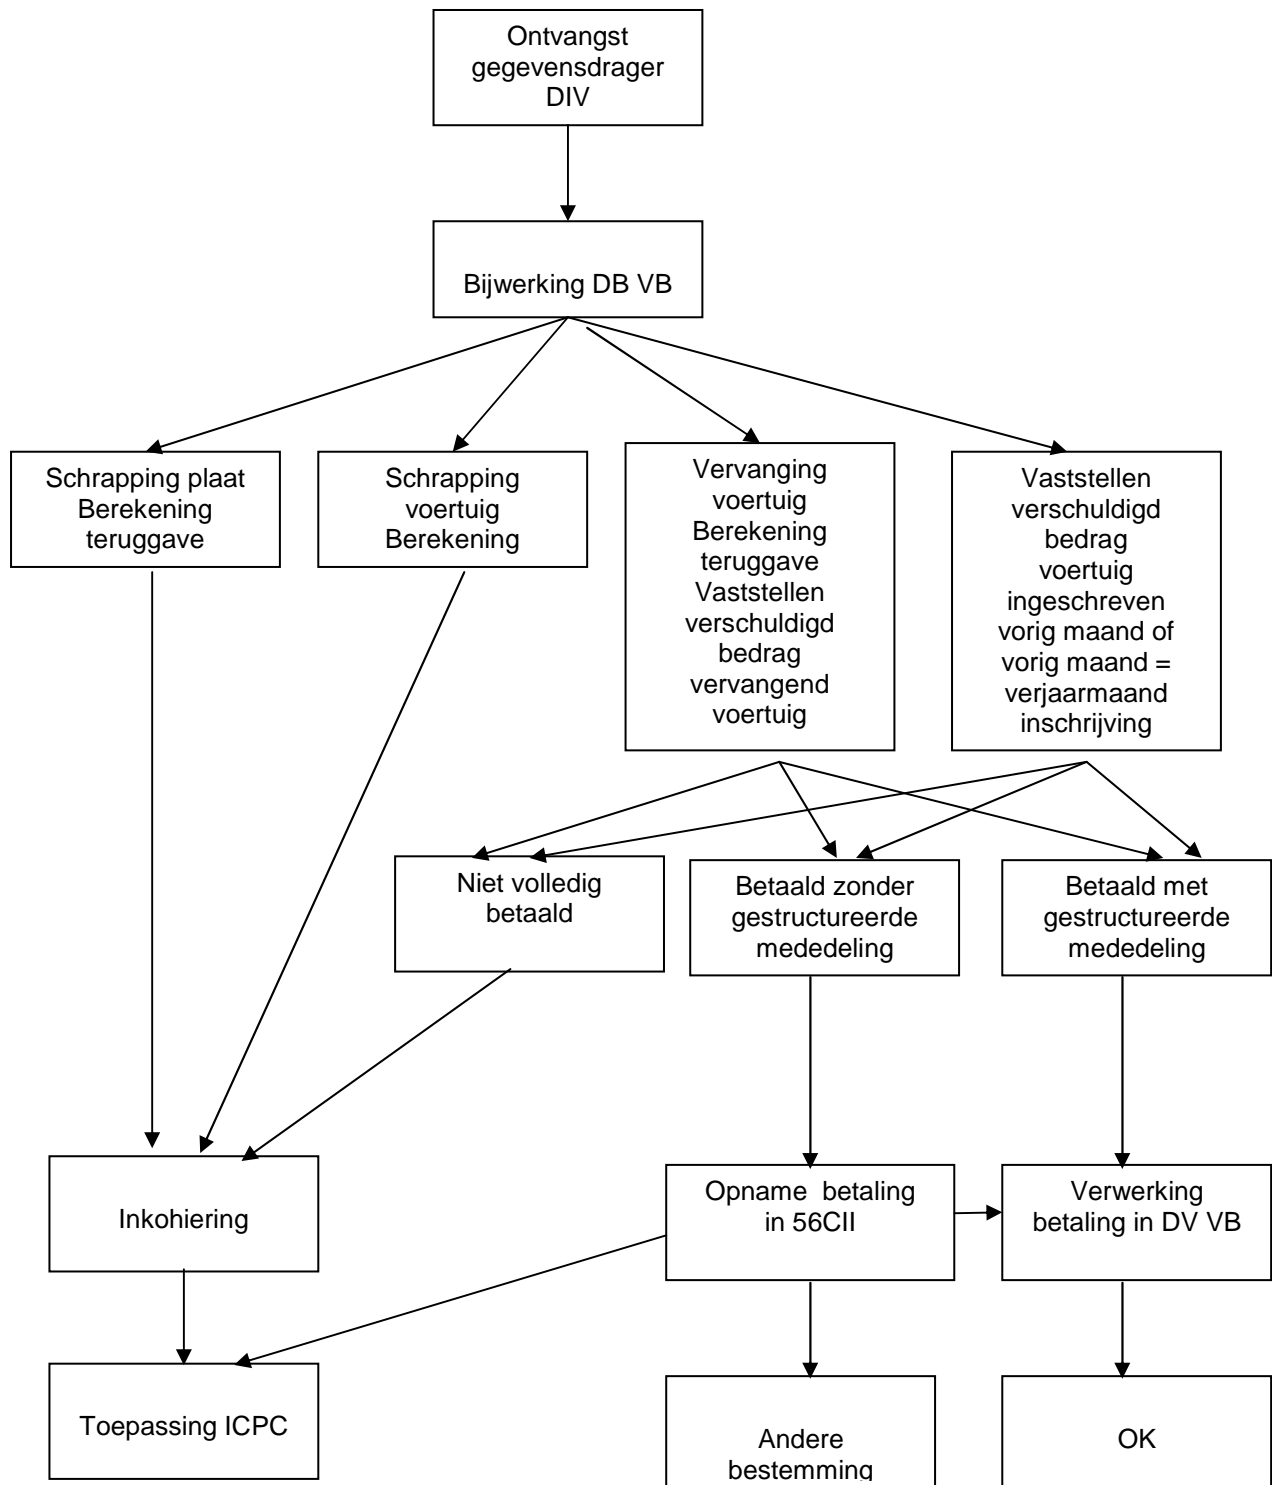 Ontvangst
gegevensdrager
DIV
Bijwerking DB VB
Schrapping plaat
Berekening
teruggave
Schrapping
voertuig
Berekening
Vervanging
voertuig
Berekening
teruggave
Vaststellen
verschuldigd
bedrag
vervangend
voertuig
Vaststellen
verschuldigd
bedrag
voertuig
ingeschreven
vorig maand of
vorig maand =
verjaarmaand
inschrijving
Niet volledig
betaald
Betaald zonder
gestructureerde
mededeling
Betaald met
gestructureerde
mededeling
Inkohiering
Opname betaling
in 56CII
Verwerking
betaling in DV VB
Toepassing ICPC
Andere
bestemming
OK